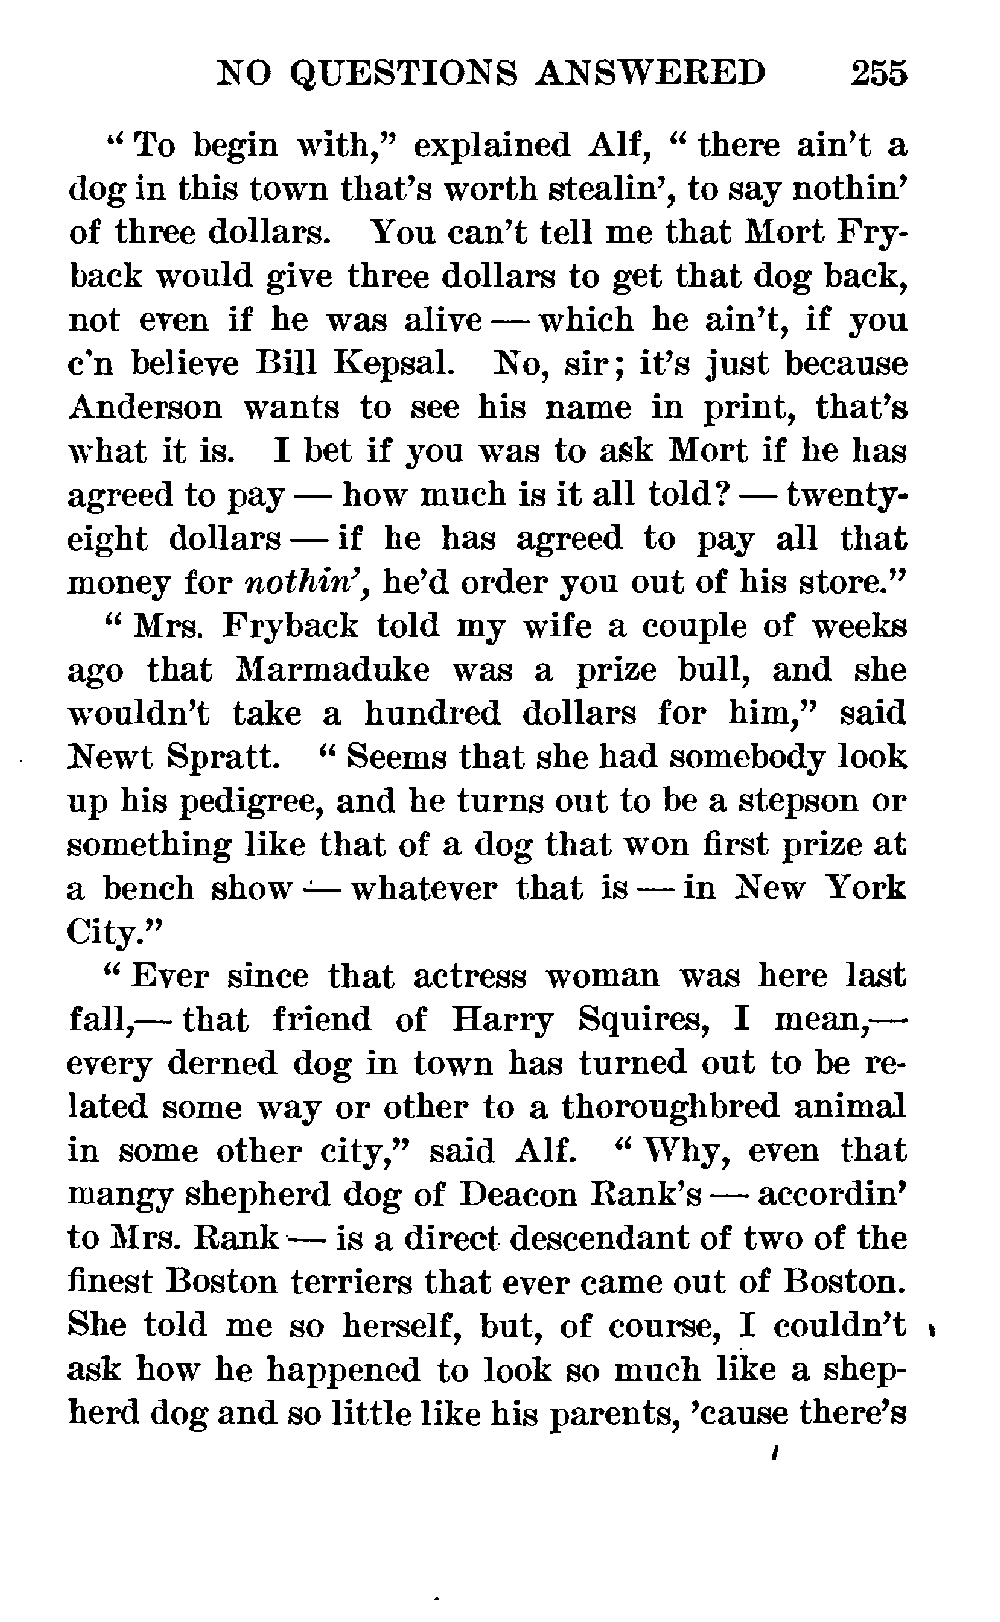 NO QUESTIONS ANSWERED 255
“ To begin with,” explained Alf, “ there ain’t a
dog in this town that’s worth stealin’, to say nothin’
of three dollars. You can’t tell me that Mort Fry-
back would give three dollars to get that dog back,
not even if he was alive — which he ain’t, if you
c’n believe Bill Kepsal. No, sir; it’s just because
Anderson wants to see his name in print, that’s
what it is. I bet if you was to ask Mort if he has
agreed to pay — how much is it all told? — twenty-
eight dollars — if he has agreed to pay all that
money for nothin’, he’d order you out of his store.”
“ Mrs. Fryback told my wife a couple of weeks
ago that Marmaduke was a prize bull, and she
wouldn’t take a hundred dollars for him,” said
Newt Spratt. “ Seems that she had somebody look
up his pedigree, and he turns out to be a stepson or
something like that of a dog that won first prize at
a bench show — whatever that is — in New York
City.”
“ Ever since that actress woman was here last
fall,— that friend of Harry Squires, I mean,—
every derned dog in town has turned out to be re-
lated some way or other to a thoroughbred animal
in some other city,” said Alf. “ Why, even that
mangy shepherd dog of Deacon Rank’s — accordin’
to Mrs. Rank — is a direct descendant of two of the
finest Boston terriers that ever came out of Boston.
She told me so herself, but, of course, I couldn’t
ask how he happened to look so much like a shep-
herd dog and so little like his parents, ’cause there’s